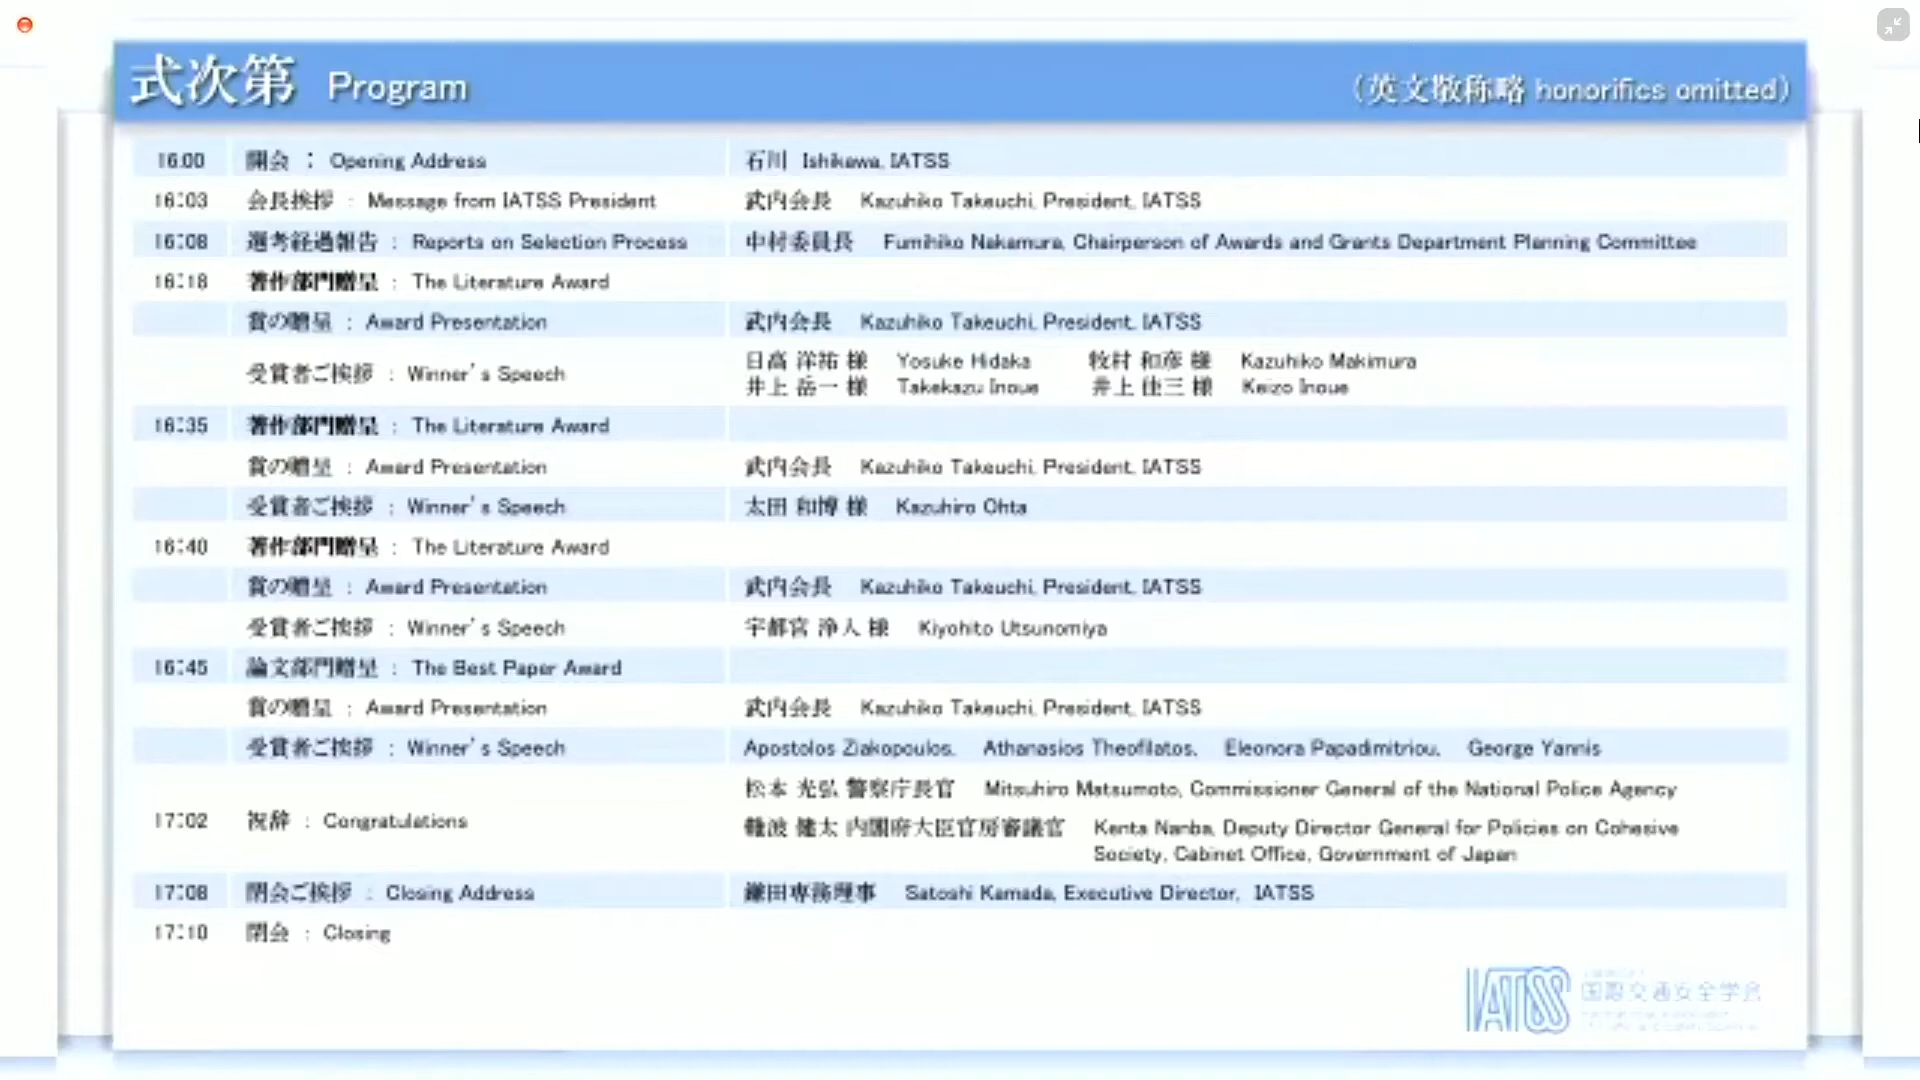 式次第 Program (英文敬称略 honorifics omitted)
16:00 開会 : Opening Address 石川 Ishikawa, IATSS
16:03 会長挨拶 : Message from IATSS President 武内会長 Kazuhiko Takeuchi, President, IATSS
16:08 選考経過報告 : Reports on Selection Process 中村委員長 Fumihiko Nakamura, Chairperson of Awards and Grants Department Planning Committee
16:18 著作部門贈呈 : The Literature Award
賞の贈呈 : Award Presentation 武内会長 Kazuhiko Takeuchi, President, IATSS
受賞者ご挨拶 : Winner's Speech 日高 洋祐 様 Yosuke Hidaka 牧村 和彦 様 Kazuhiko Makimura
井上 岳一 様 Takekazu Inoue 井上 佳三 様 Keizo Inoue
16:35 著作部門贈呈 : The Literature Award
賞の贈呈 : Award Presentation 武内会長 Kazuhiko Takeuchi, President, IATSS
受賞者ご挨拶 : Winner's Speech 太田 和博 様 Kazuhiro Ohta
16:40 著作部門贈呈 : The Literature Award
賞の贈呈 : Award Presentation 武内会長 Kazuhiko Takeuchi, President, IATSS
受賞者ご挨拶 : Winner's Speech 宇都宮 浄人 様 Kiyohito Utsunomiya
16:45 論文部門贈呈 : The Best Paper Award
賞の贈呈 : Award Presentation 武内会長 Kazuhiko Takeuchi, President, IATSS
受賞者ご挨拶 : Winner's Speech Apostolos Ziakopoulos, Athanasios Theofilatos, Eleonora Papadimitriou, George Yannis
松本 光弘 警察庁長官 Mitsuhiro Matsumoto, Commissioner General of the National Police Agency
17:02 祝辞 : Congratulations
難波 健太 内閣府大臣官房審議官 Kenta Nanba, Deputy Director General for Policies on Cohesive
Society, Cabinet Office, Government of Japan
17:08 閉会ご挨拶 : Closing Address 鎌田専務理事 Satoshi Kamada, Executive Director, IATSS
17:10 閉会 : Closing
IATSS 国際交通安全学会